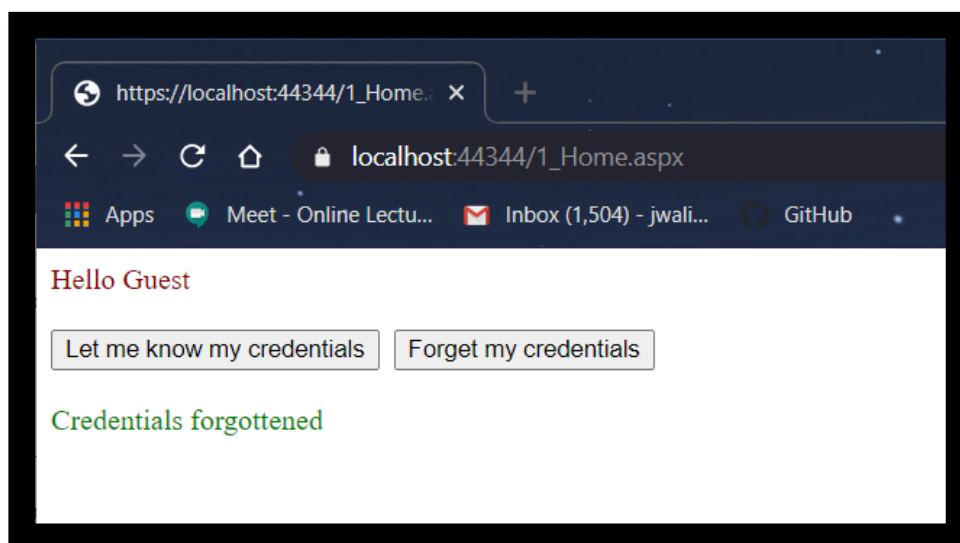 https://localhost:44344/1_Home.a
localhost:44344/1_Home.aspx
Apps Meet - Online Lectu... Inbox (1,504) - jwali... GitHub
Hello Guest
Let me know my credentials Forget my credentials
Credentials forgottened